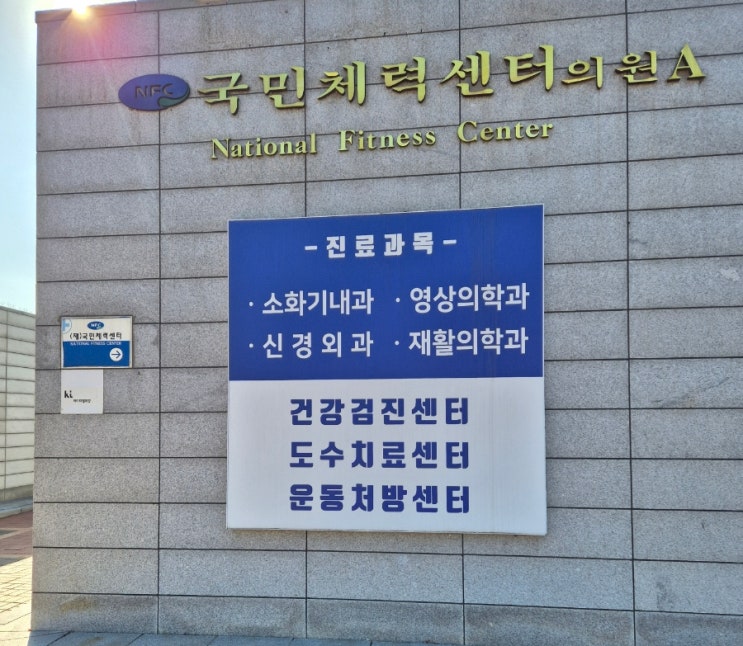 NFC 국민체력센터의원A
National Fitness Center
-진료과목-
· 소화기내과 · 영상의학과
· 신경외과 · 재활의학과
건강검진센터
도수치료센터
운동처방센터
NFC
(재)국민체력센터
NATIONAL FITNESS CENTER